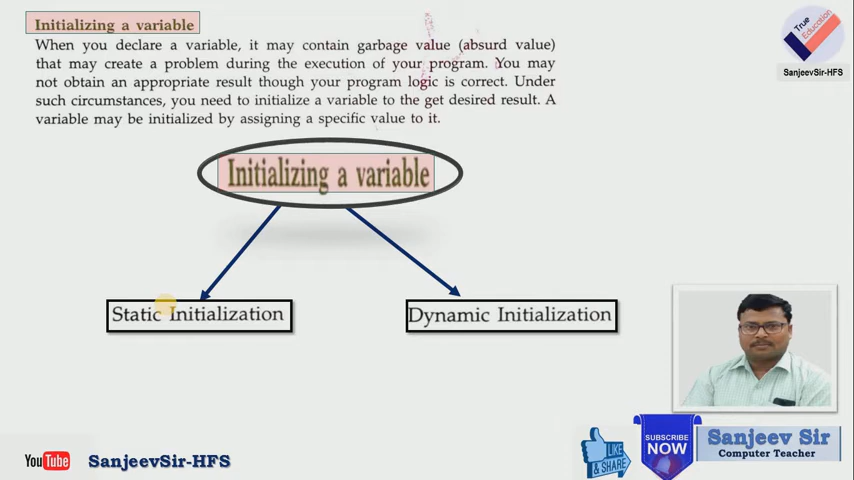 Initializing a variable
When you declare a variable, it may contain garbage value (absurd value)
that may create a problem during the execution of your program. You may
not obtain an appropriate result though your program logic is correct. Under
such circumstances, you need to initialize a variable to the get desired result. A
variable may be initialized by assigning a specific value to it.
True
Education
SanjeevSir-HFS
Initializing a variable
Static Initialization
Dynamic Initialization
LIKE
& SHARE
SUBSCRIBE
NOW
Sanjeev Sir
Computer Teacher
YouTube
SanjeevSir-HFS